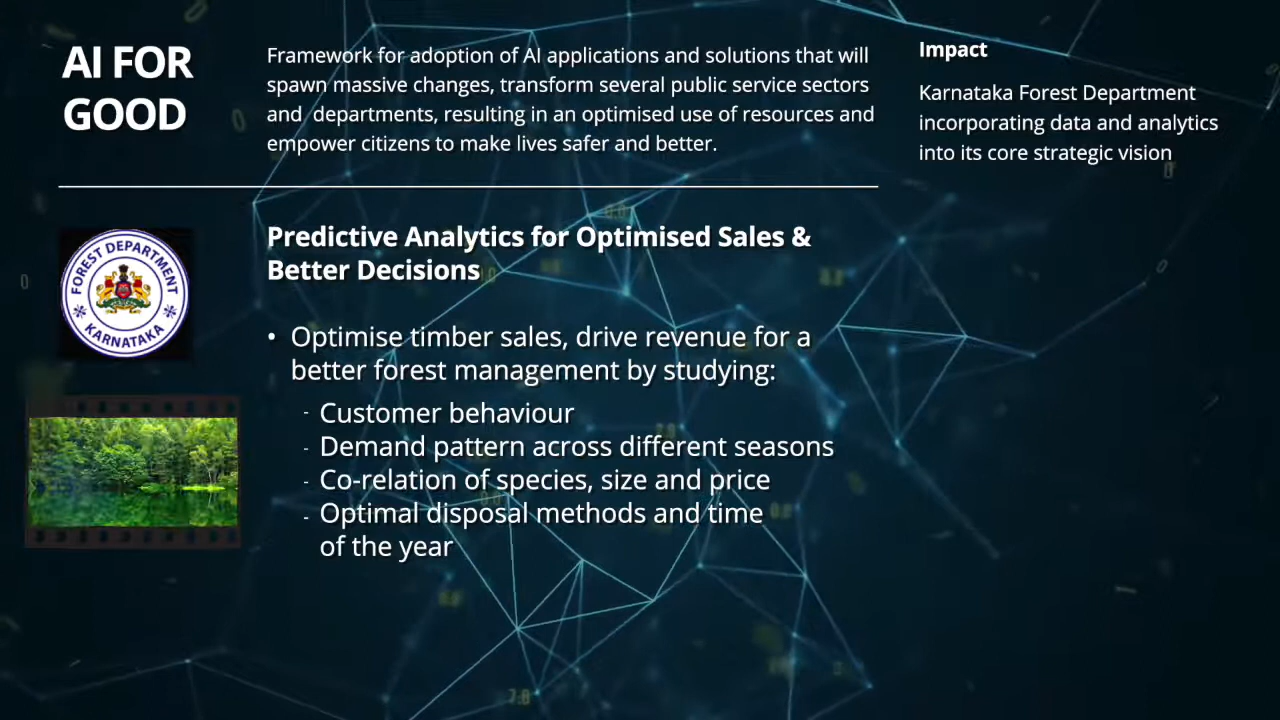 AI FOR
GOOD
Framework for adoption of AI applications and solutions that will
spawn massive changes, transform several public service sectors
and  departments, resulting in an optimised use of resources and
empower citizens to make lives safer and better.
Impact
Karnataka Forest Department
incorporating data and analytics
into its core strategic vision
FOREST DEPARTMENT
KARNATAKA
Predictive Analytics for Optimised Sales &
Better Decisions
• Optimise timber sales, drive revenue for a
better forest management by studying:
- Customer behaviour
- Demand pattern across different seasons
- Co-relation of species, size and price
- Optimal disposal methods and time
of the year